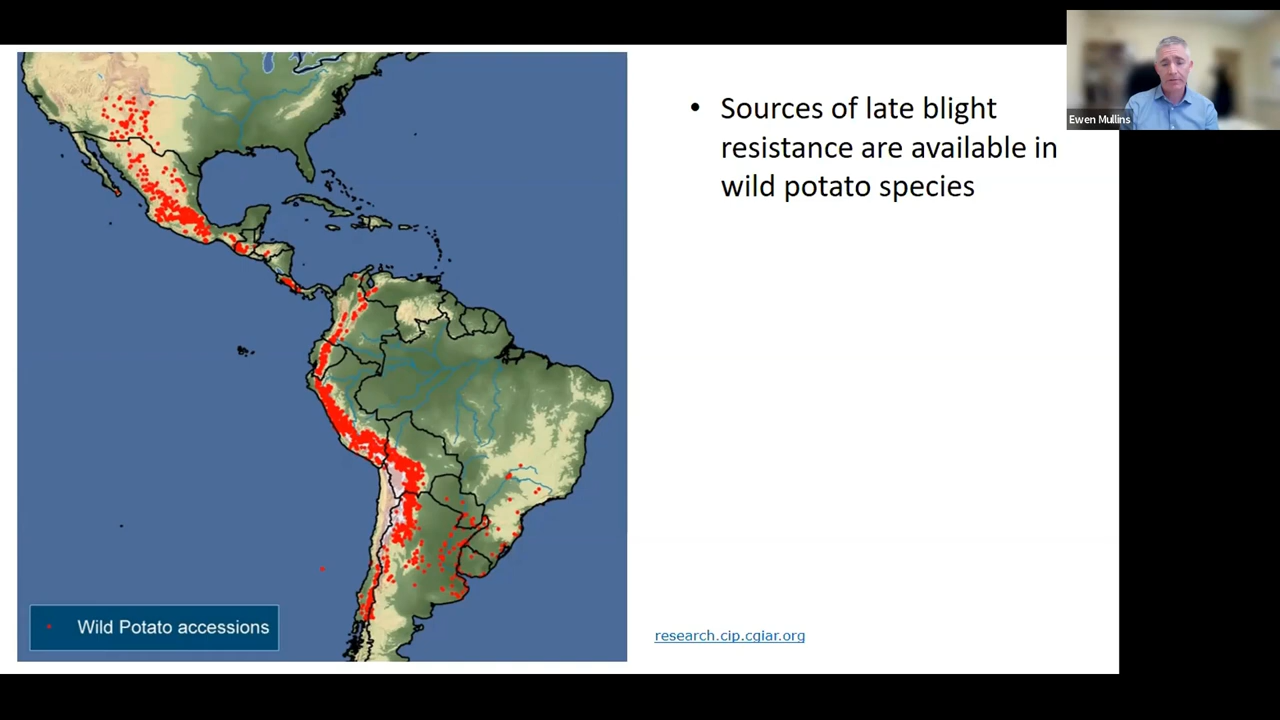 • Sources of late blight
resistance are available in
wild potato species
Ewen Mullins
Wild Potato accessions
research.cip.cgiar.org